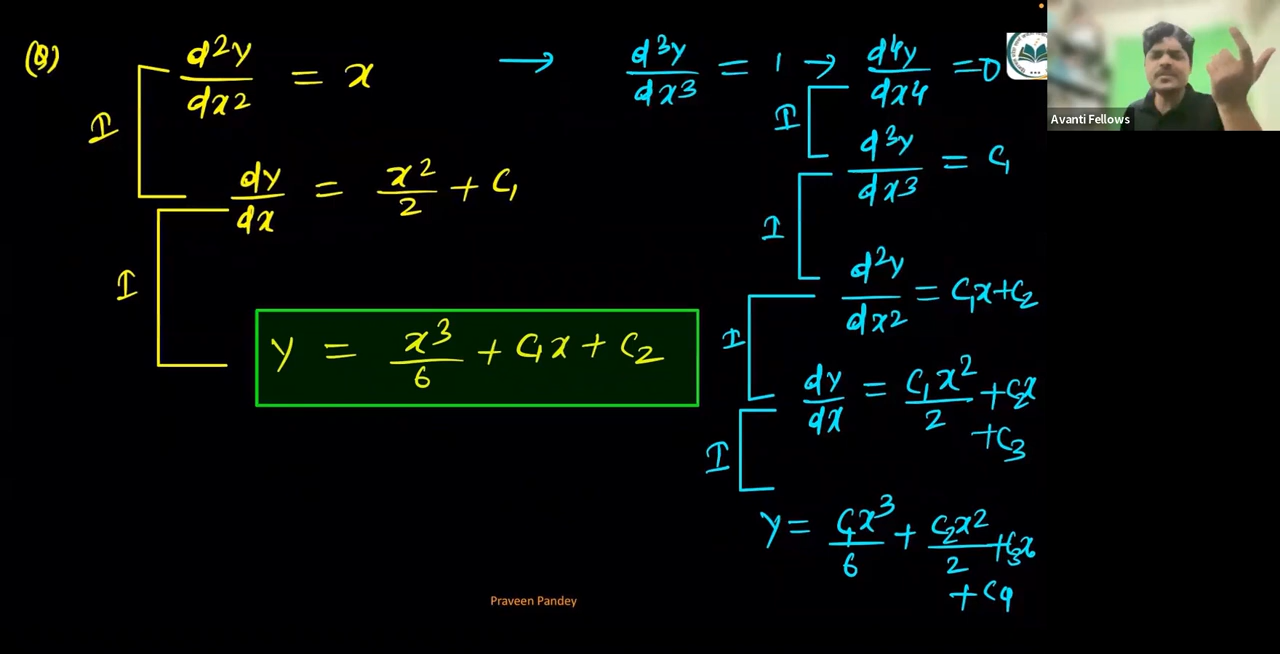 (Q) d2y/dx2 = x → d3y/dx3 = 1 → d4y/dx4 = 0
Avanti Fellows
I
dy/dx = x2/2 + C1
I
y = x3/6 + C1x + C2
I
d3y/dx3 = C1
I
d2y/dx2 = C1x+C2
I
dy/dx = C1x2/2 + C2x
+C3
I
y = C1x3/6 + C2x2/2 + C3x
+ C4
Praveen Pandey